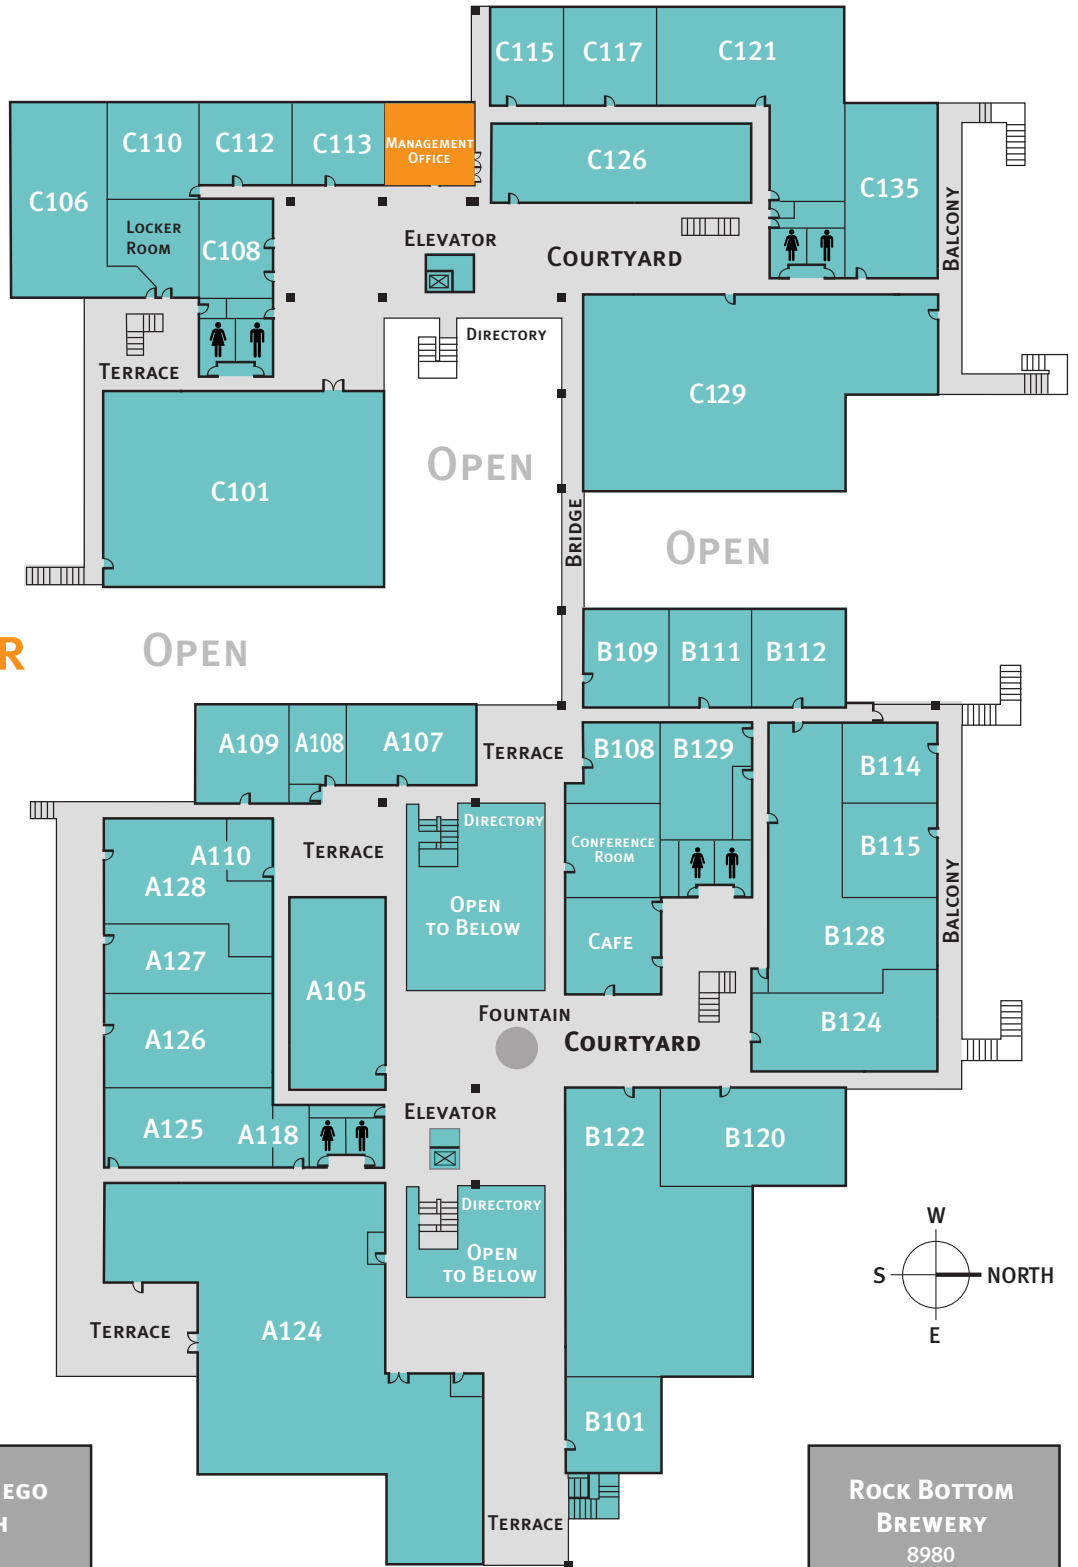 C115
C117
C121
C110
C112
C113
MANAGEMENT
OFFICE
C126
C106
C135
LOCKER
ROOM
C108
ELEVATOR
COURTYARD
BALCONY
DIRECTORY
TERRACE
C129
OPEN
C101
BRIDGE
OPEN
R
OPEN
B109
B111
B112
A109
A108
A107
TERRACE
B108
B129
B114
DIRECTORY
A110
TERRACE
CONFERENCE
ROOM
B115
A128
OPEN
TO BELOW
CAFE
B128
BALCONY
A127
A105
FOUNTAIN
B124
A126
COURTYARD
ELEVATOR
A125
A118
B122
B120
DIRECTORY
W
OPEN
TO BELOW
S
NORTH
E
TERRACE
A124
B101
EGO
H
ROCK BOTTOM
BREWERY
8980
TERRACE